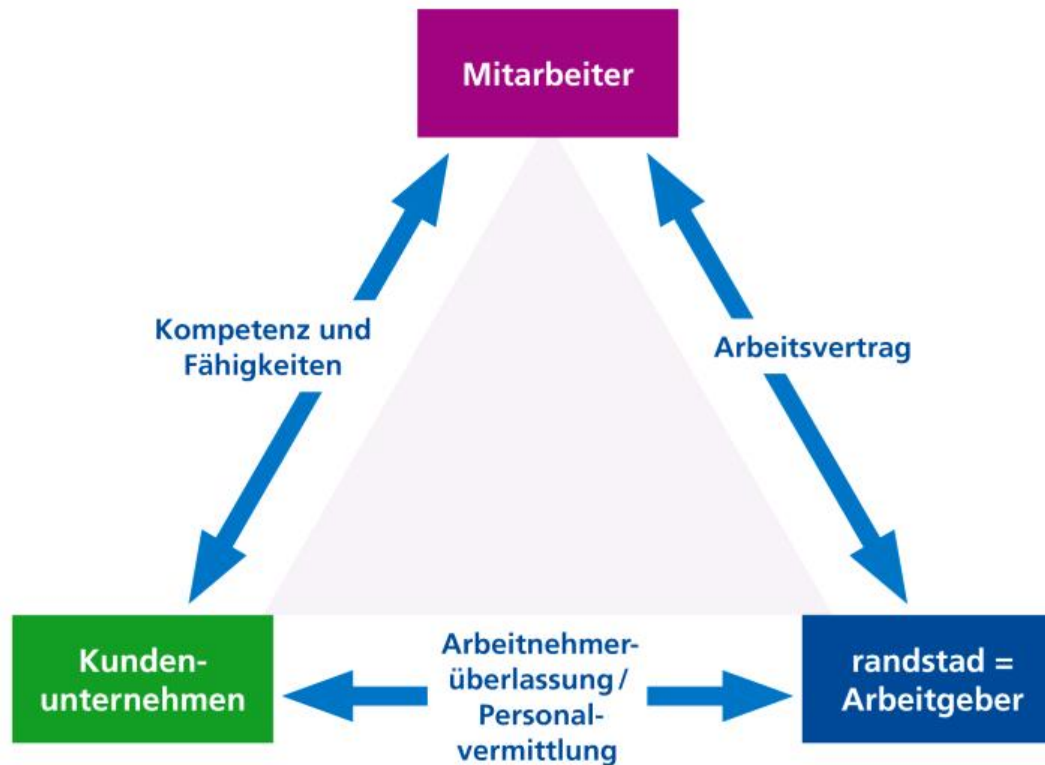 Mitarbeiter
Kompetenz und
Fähigkeiten
Arbeitsvertrag
Kunden-
unternehmen
Arbeitnehmer-
überlassung /
Personal-
vermittlung
randstad =
Arbeitgeber